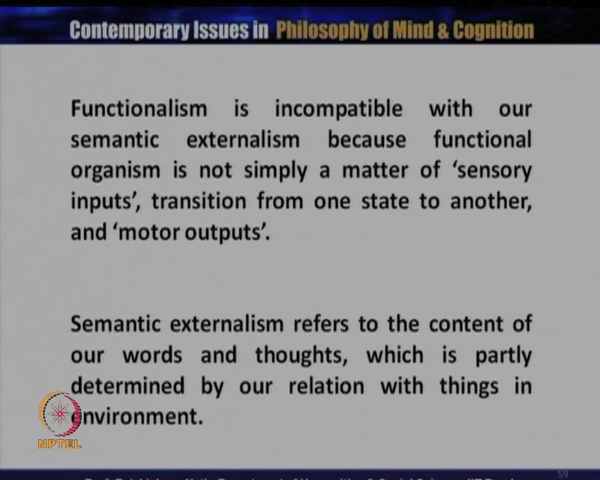 Contemporary Issues in Philosophy of Mind & Cognition
Functionalism is incompatible with our
semantic externalism because functional
organism is not simply a matter of ‘sensory
inputs’, transition from one state to another,
and ‘motor outputs’.
Semantic externalism refers to the content of
our words and thoughts, which is partly
determined by our relation with things in
environment.
NPTEL
59